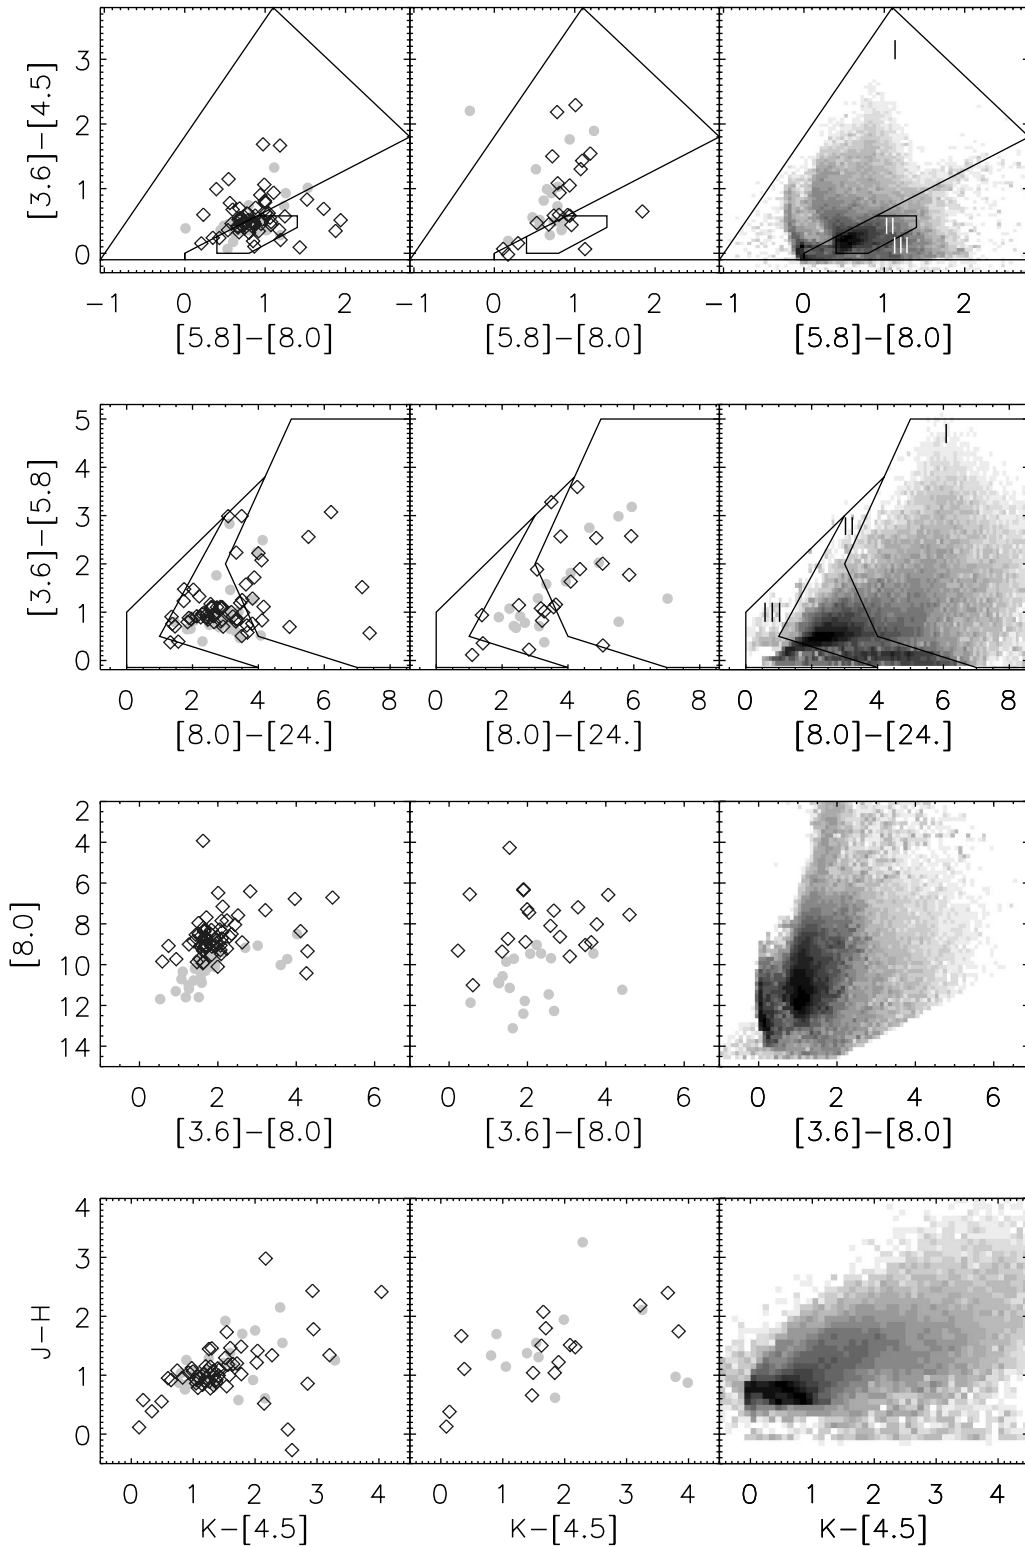 [3.6]−[4.5]
3
2
1
0
I
II
III
−1 0 1 2 −1 0 1 2 −1 0 1 2
[5.8]−[8.0] [5.8]−[8.0] [5.8]−[8.0]
[3.6]−[5.8]
5
4
3
2
1
0
I
II
III
0 2 4 6 8 0 2 4 6 8 0 2 4 6 8
[8.0]−[24.] [8.0]−[24.] [8.0]−[24.]
[8.0]
2
4
6
8
10
12
14
0 2 4 6 0 2 4 6 0 2 4 6
[3.6]−[8.0] [3.6]−[8.0] [3.6]−[8.0]
J−H
4
3
2
1
0
0 1 2 3 4 0 1 2 3 4 0 1 2 3 4
K−[4.5] K−[4.5] K−[4.5]